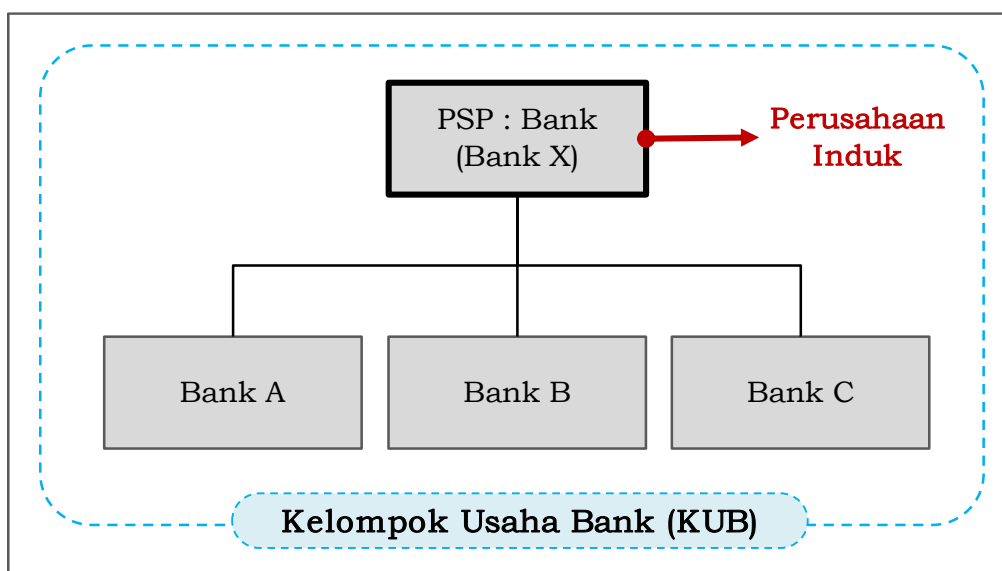 PSP : Bank
(Bank X)
Perusahaan
Induk
Bank A
Bank B
Bank C
Kelompok Usaha Bank (KUB)